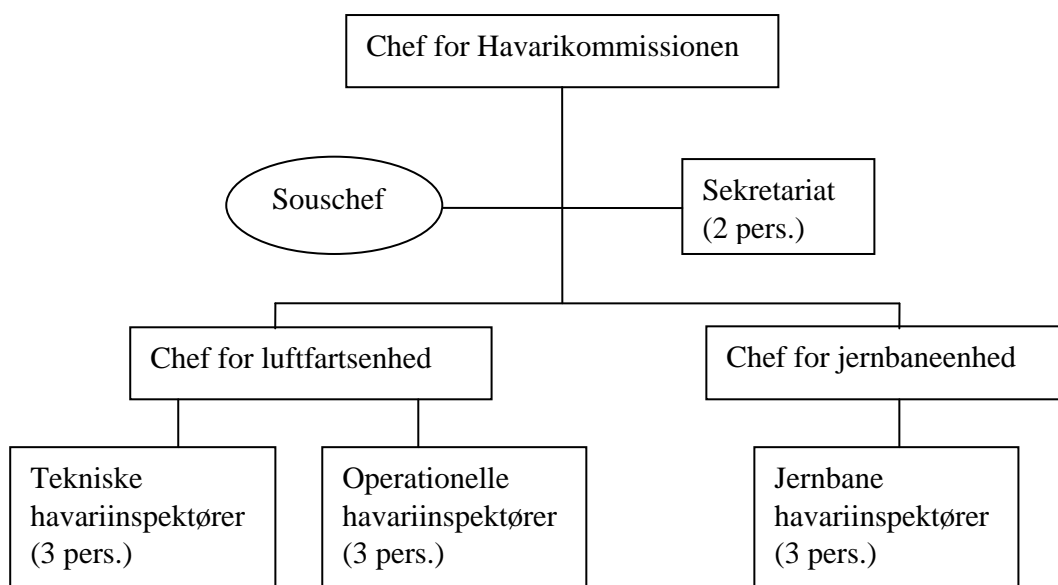 Chef for Havarikommissionen
Souschef
Sekretariat
(2 pers.)
Chef for luftfartsenhed
Chef for jernbaneenhed
Tekniske
havariinspektører
(3 pers.)
Operationelle
havariinspektører
(3 pers.)
Jernbane
havariinspektører
(3 pers.)